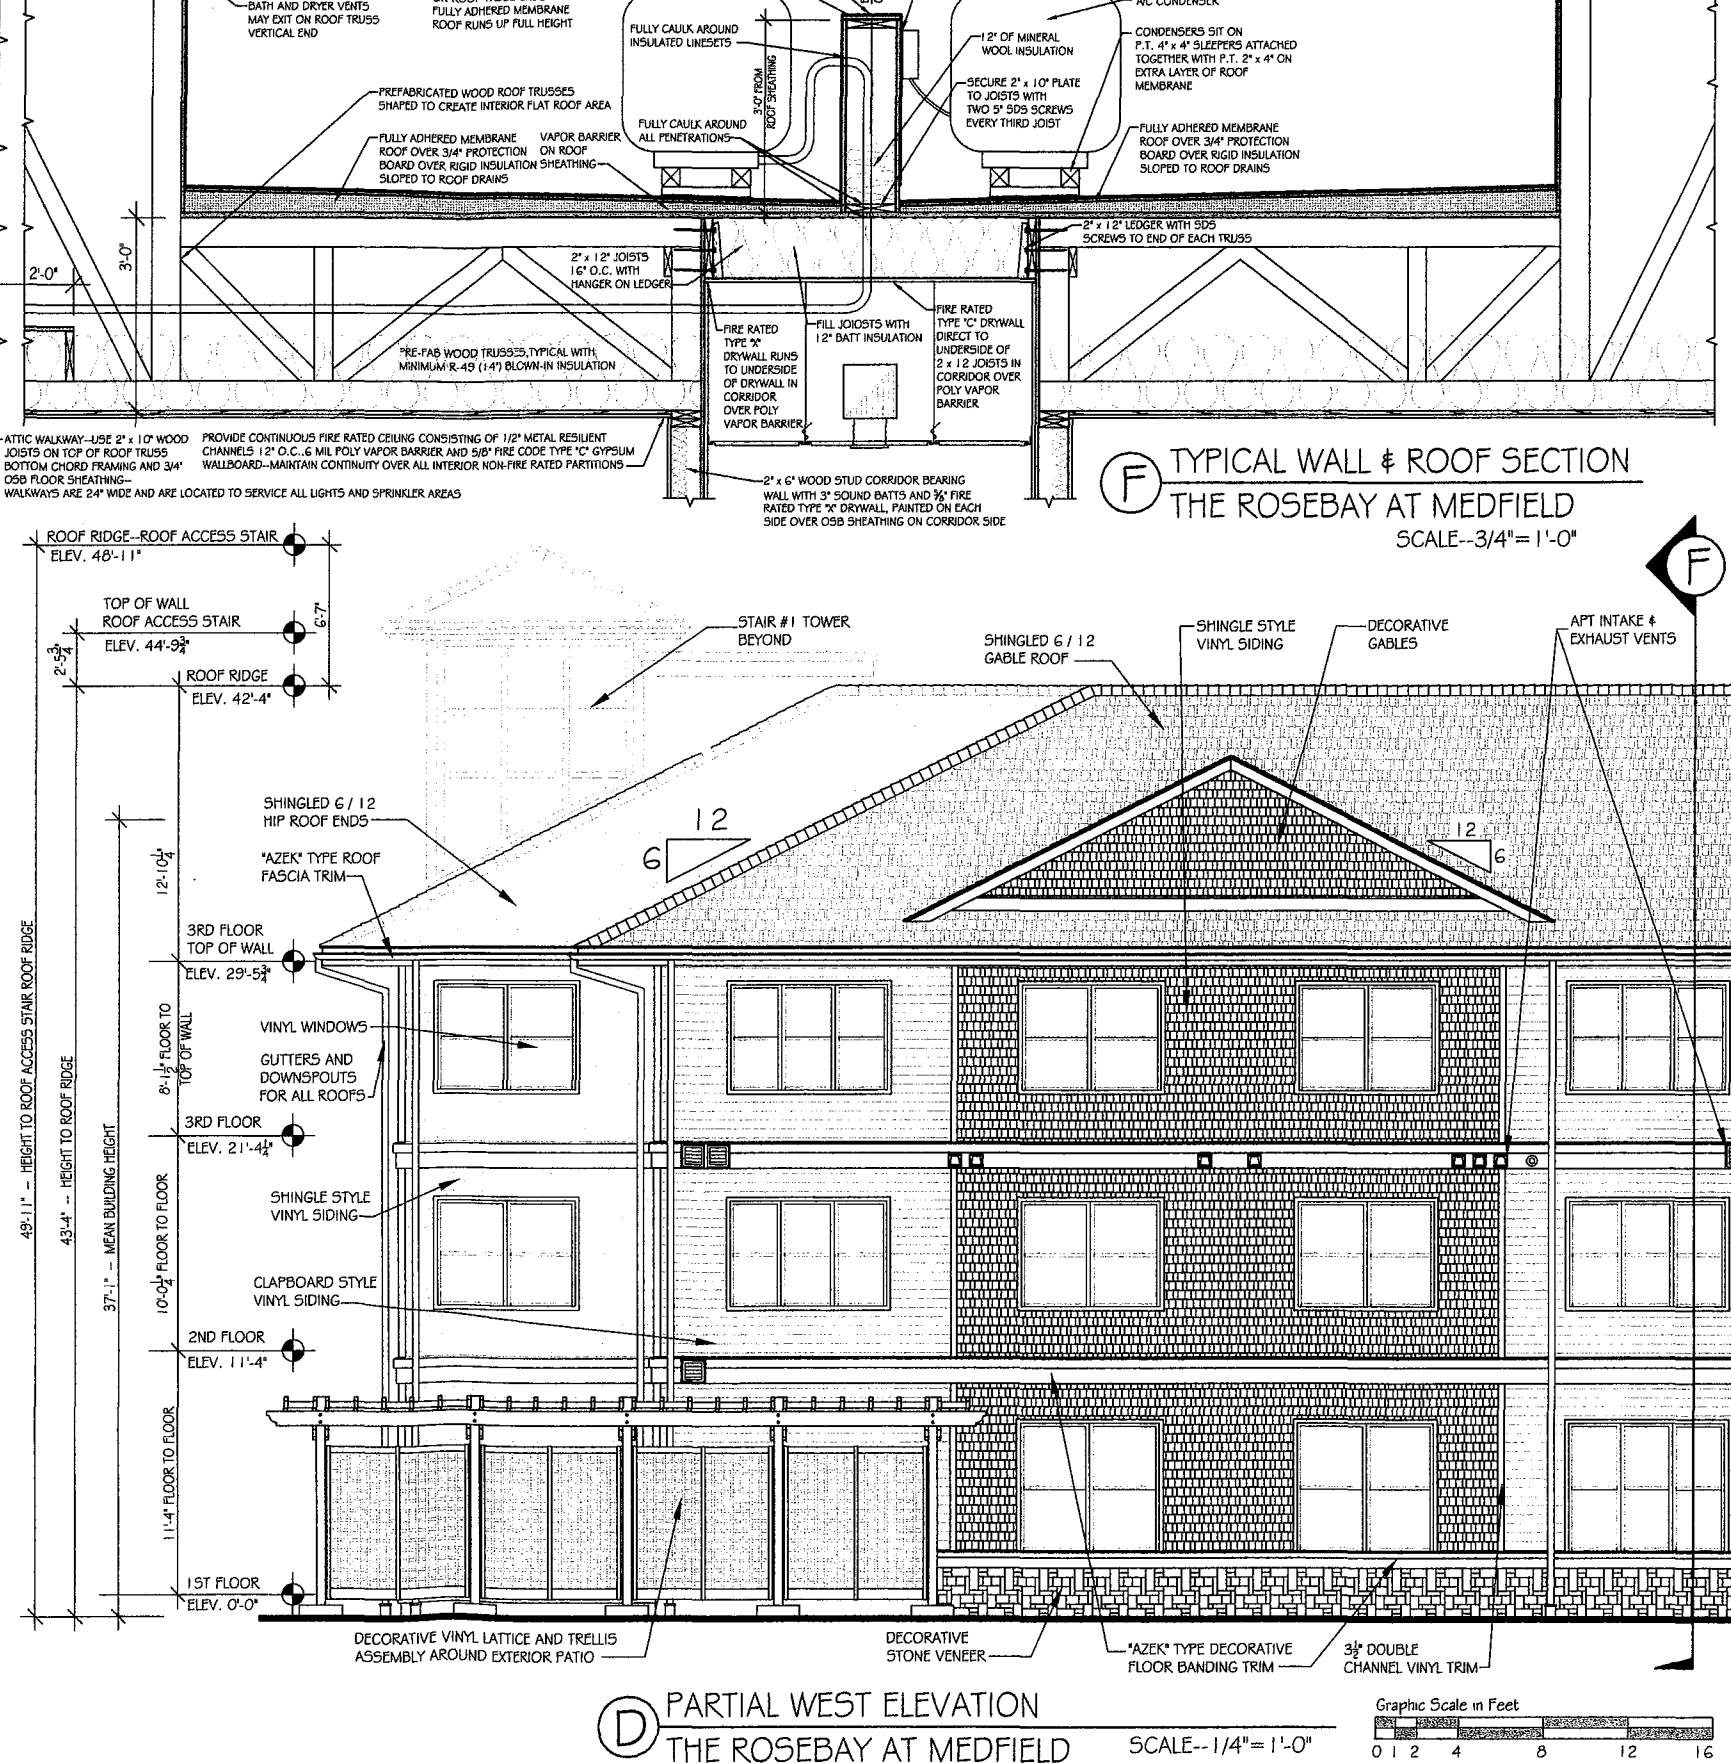 BATH AND DRYER VENTS
MAY EXIT ON ROOF TRUSS
VERTICAL END
FULLY ADHERED MEMBRANE
ROOF RUNS UP FULL HEIGHT
FULLY CAULK AROUND
INSULATED LINESETS
3'-0" FROM
ROOF SHEATHING
12" OF MINERAL
WOOL INSULATION
A/C CONDENSER
CONDENSERS SIT ON
P.T. 4" x 4" SLEEPERS ATTACHED
TOGETHER WITH P.T. 2" x 4" ON
EXTRA LAYER OF ROOF
MEMBRANE
PREFABRICATED WOOD ROOF TRUSSES
SHAPED TO CREATE INTERIOR FLAT ROOF AREA
SECURE 2" x 10" PLATE
TO JOISTS WITH
TWO 5" SDS SCREWS
EVERY THIRD JOIST
FULLY CAULK AROUND
ALL PENETRATIONS
FULLY ADHERED MEMBRANE
ROOF OVER 3/4" PROTECTION
BOARD OVER RIGID INSULATION
SLOPED TO ROOF DRAINS
VAPOR BARRIER
ON ROOF
SHEATHING
FULLY ADHERED MEMBRANE
ROOF OVER 3/4" PROTECTION
BOARD OVER RIGID INSULATION
SLOPED TO ROOF DRAINS
2'-0"
3'-0"
2" x 12" JOISTS
16" O.C. WITH
HANGER ON LEDGER
2" x 12" LEDGER WITH SDS
SCREWS TO END OF EACH TRUSS
PRE-FAB WOOD TRUSSES, TYPICAL WITH
MINIMUM R-49 (14") BLOWN-IN INSULATION
FIRE RATED
TYPE "X"
DRYWALL RUNS
TO UNDERSIDE
OF DRYWALL IN
CORRIDOR
OVER POLY
VAPOR BARRIER
FILL JOIOSTS WITH
12" BATT INSULATION
FIRE RATED
TYPE "C" DRYWALL
DIRECT TO
UNDERSIDE OF
2 x 12 JOISTS IN
CORRIDOR OVER
POLY VAPOR
BARRIER
ATTIC WALKWAY--USE 2" x 10" WOOD
JOISTS ON TOP OF ROOF TRUSS
BOTTOM CHORD FRAMING AND 3/4"
OSB FLOOR SHEATHING--
WALKWAYS ARE 24" WIDE AND ARE LOCATED TO SERVICE ALL LIGHTS AND SPRINKLER AREAS
PROVIDE CONTINUOUS FIRE RATED CEILING CONSISTING OF 1/2" METAL RESILIENT
CHANNELS 12" O.C.,6 MIL POLY VAPOR BARRIER AND 5/8" FIRE CODE TYPE "C" GYPSUM
WALLBOARD--MAINTAIN CONTINUITY OVER ALL INTERIOR NON-FIRE RATED PARTITIONS
2" x 6" WOOD STUD CORRIDOR BEARING
WALL WITH 3" SOUND BATTS AND 5/8" FIRE
RATED TYPE "X" DRYWALL, PAINTED ON EACH
SIDE OVER OSB SHEATHING ON CORRIDOR SIDE
F
TYPICAL WALL & ROOF SECTION
THE ROSEBAY AT MEDFIELD
SCALE--3/4"= 1'-0"
F
ROOF RIDGE--ROOF ACCESS STAIR
ELEV. 48'-11"
TOP OF WALL
ROOF ACCESS STAIR
ELEV. 44'-9 3/4"
6'-7"
2'-5 3/4"
ROOF RIDGE
ELEV. 42'-4"
STAIR #1 TOWER
BEYOND
SHINGLED 6 / 12
GABLE ROOF
SHINGLE STYLE
VINYL SIDING
DECORATIVE
GABLES
APT INTAKE &
EXHAUST VENTS
SHINGLED 6 / 12
HIP ROOF ENDS
12
6
12
6
"AZEK" TYPE ROOF
FASCIA TRIM
12'-10 1/4"
3RD FLOOR
TOP OF WALL
ELEV. 29'-5 3/4"
VINYL WINDOWS
GUTTERS AND
DOWNSPOUTS
FOR ALL ROOFS
8'-1 1/2" FLOOR TO
TOP OF WALL
3RD FLOOR
ELEV. 21'-4 1/4"
SHINGLE STYLE
VINYL SIDING
49'-11" -- HEIGHT TO ROOF ACCESS STAIR ROOF RIDGE
43'-4" -- HEIGHT TO ROOF RIDGE
37'-1" -- MEAN BUILDING HEIGHT
10'-0 1/4" FLOOR TO FLOOR
CLAPBOARD STYLE
VINYL SIDING
2ND FLOOR
ELEV. 11'-4"
11'-4" FLOOR TO FLOOR
1ST FLOOR
ELEV. 0'-0"
DECORATIVE VINYL LATTICE AND TRELLIS
ASSEMBLY AROUND EXTERIOR PATIO
DECORATIVE
STONE VENEER
"AZEK" TYPE DECORATIVE
FLOOR BANDING TRIM
3 1/2" DOUBLE
CHANNEL VINYL TRIM
D
PARTIAL WEST ELEVATION
THE ROSEBAY AT MEDFIELD
SCALE--1/4"= 1'-0"
Graphic Scale in Feet
0 1 2 4 8 12 16